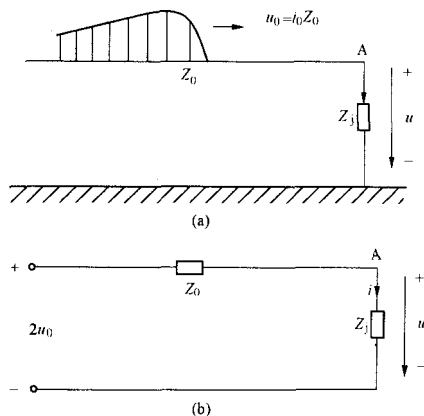 u₀=i₀Z₀
Z₀
A
+
Zⱼ
u
−
(a)
A
+
+
Z₀
i
2u₀
Zⱼ
u
−
−
(b)